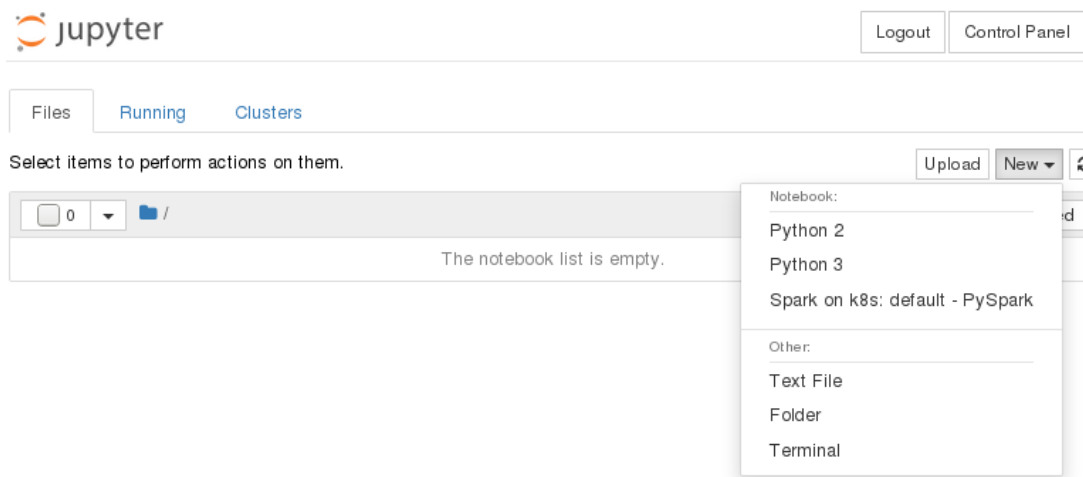 jupyter
Logout Control Panel
Files Running Clusters
Select items to perform actions on them.
Upload New
0 /
The notebook list is empty.
Notebook:
Python 2
Python 3
Spark on k8s: default - PySpark
Other:
Text File
Folder
Terminal